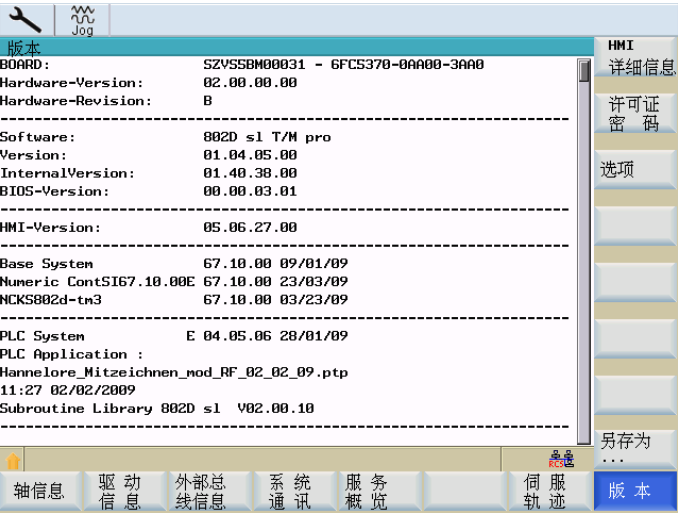 Jog
版本
BOARD: SZVS5BM00031 - 6FC5370-0AA00-3AA0
Hardware-Version: 02.00.00.00
Hardware-Revision: B
Software: 802D sl T/M pro
Version: 01.04.05.00
InternalVersion: 01.40.38.00
BIOS-Version: 00.00.03.01
HMI-Version: 05.06.27.00
Base System 67.10.00 09/01/09
Numeric ContSI67.10.00E 67.10.00 23/03/09
NCKS802d-tm3 67.10.00 03/23/09
PLC System E 04.05.06 28/01/09
PLC Application :
Hannelore_Mitzeichnen_mod_RF_02_02_09.ptp
11:27 02/02/2009
Subroutine Library 802D sl V02.00.10
HMI
详细信息
许可证
密 码
选项
另存为
...
版 本
RCS
轴信息
驱 动
信 息
外部总
线信息
系 统
通 讯
服 务
概 览
伺 服
轨 迹